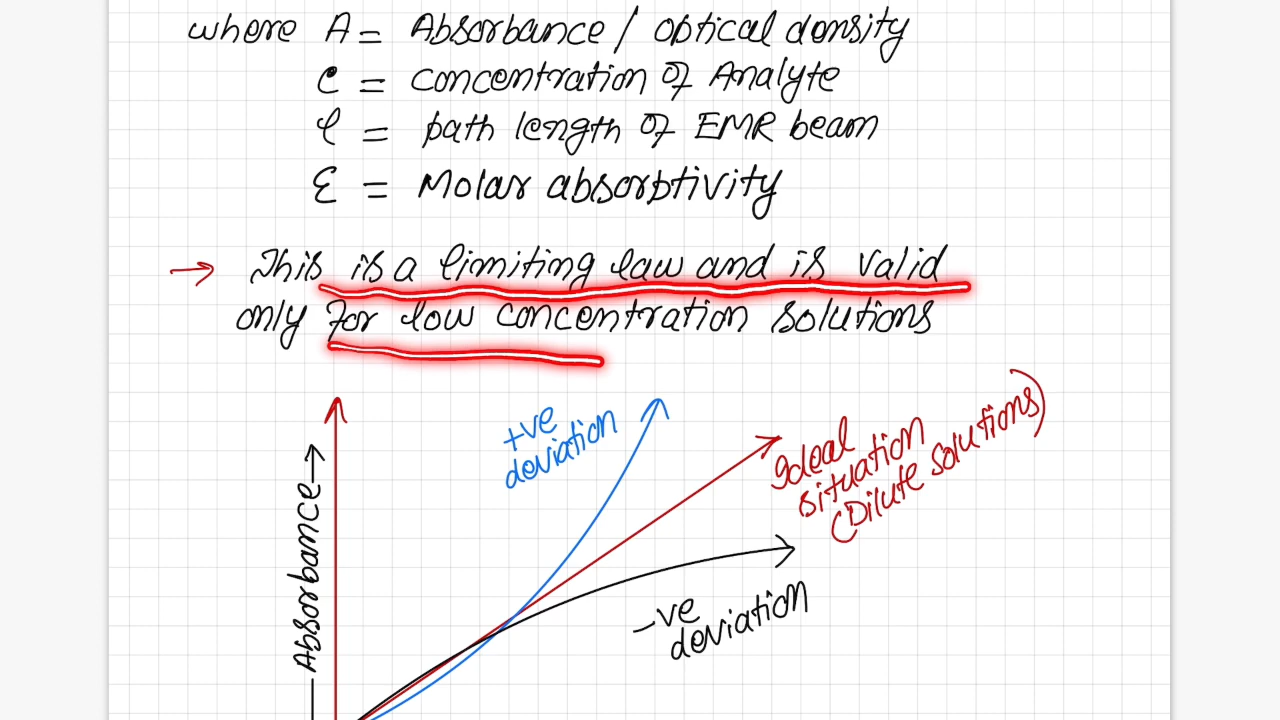 where A = Absorbance / optical density
c = concentration of Analyte
l = path length of EMR beam
ε = Molar absorptivity
→ This is a limiting law and is valid
only for low concentration solutions
+ve
deviation
Ideal
situation
(Dilute solutions)
-ve
deviation
Absorbance →